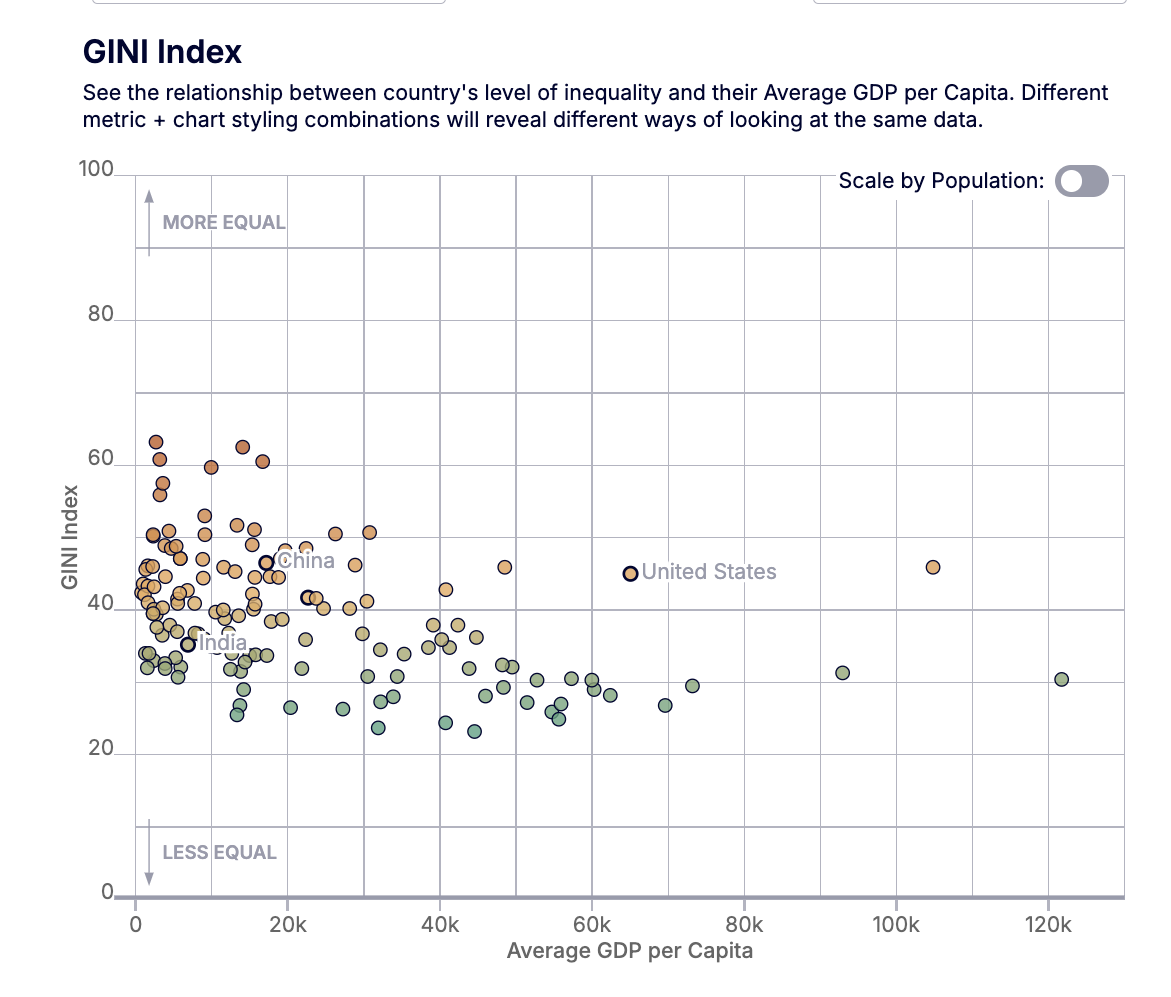 GINI Index
See the relationship between country's level of inequality and their Average GDP per Capita. Different
metric + chart styling combinations will reveal different ways of looking at the same data.
Scale by Population:
100
80
60
40
20
0
MORE EQUAL
GINI Index
China
United States
India
LESS EQUAL
0
20k
40k
60k
80k
100k
120k
Average GDP per Capita